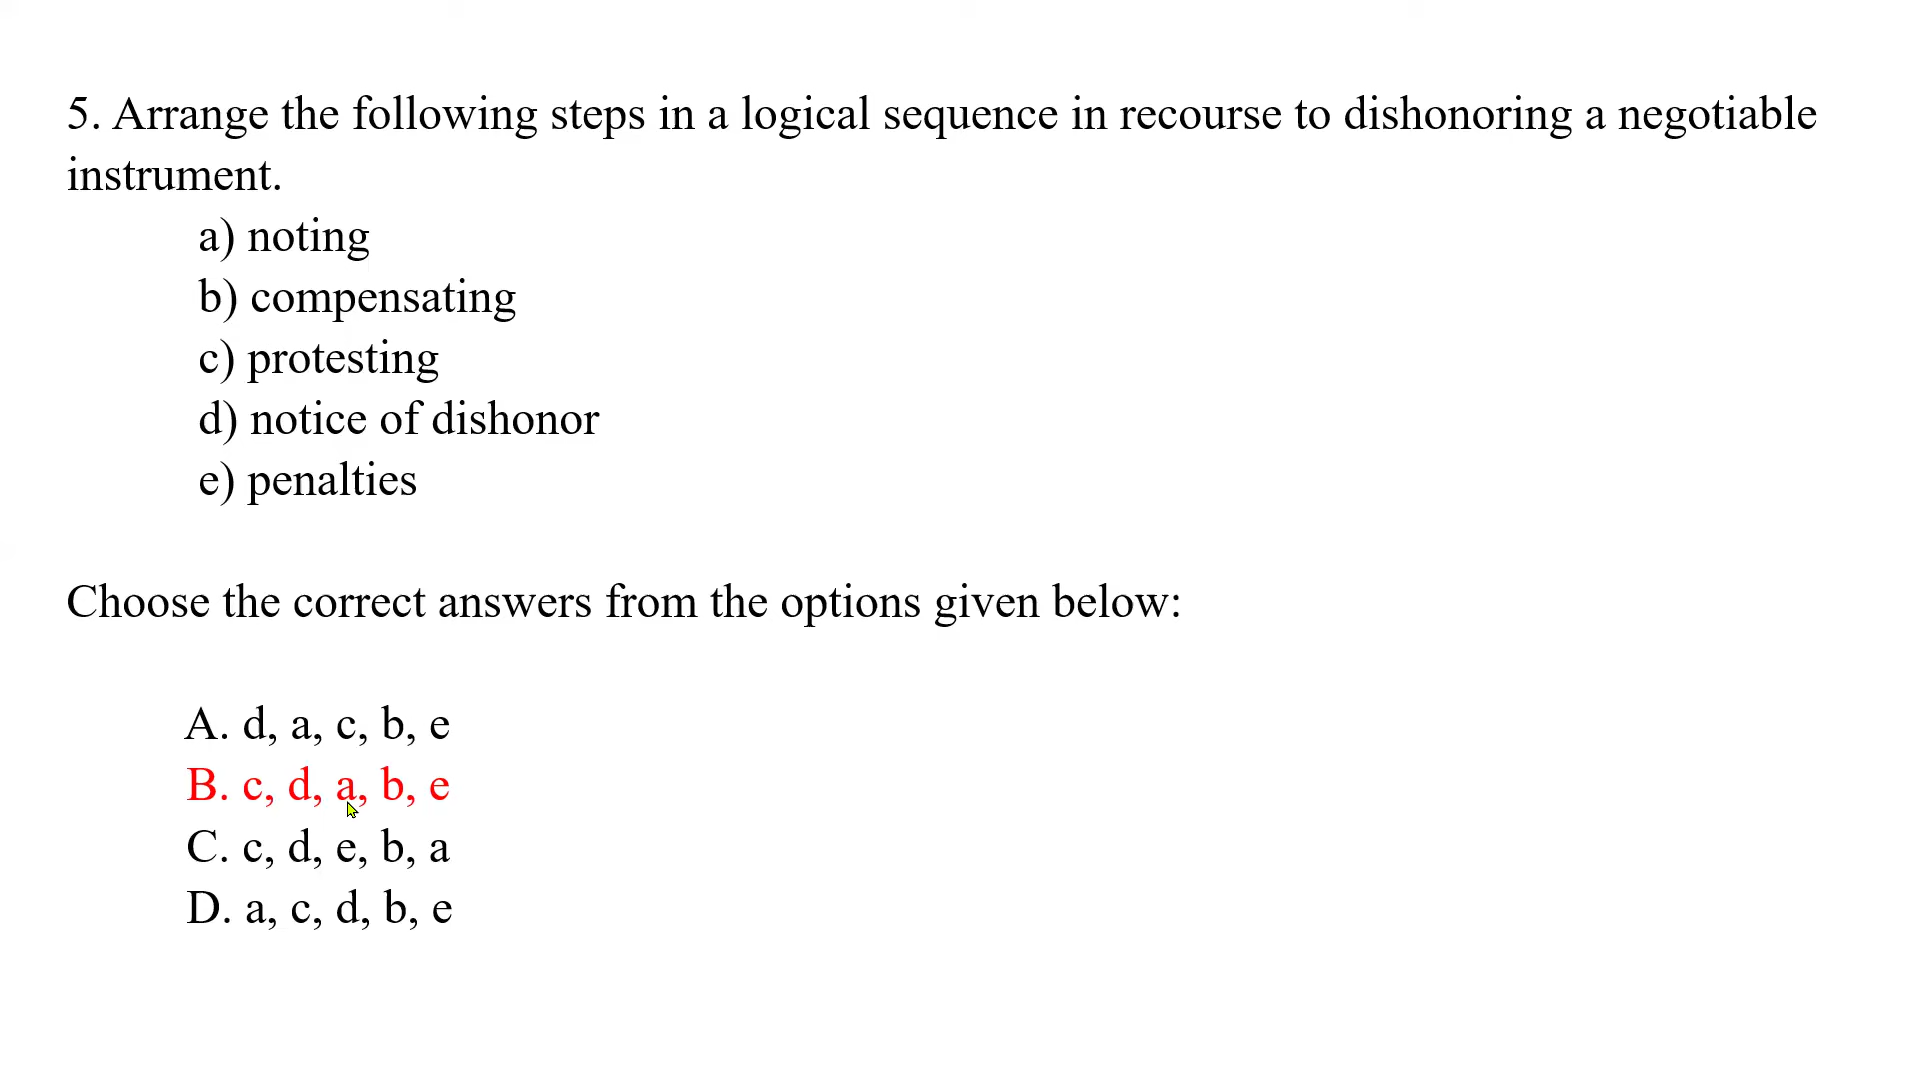 5. Arrange the following steps in a logical sequence in recourse to dishonoring a negotiable
instrument.
a) noting
b) compensating
c) protesting
d) notice of dishonor
e) penalties
Choose the correct answers from the options given below:
A. d, a, c, b, e
B. c, d, a, b, e
C. c, d, e, b, a
D. a, c, d, b, e